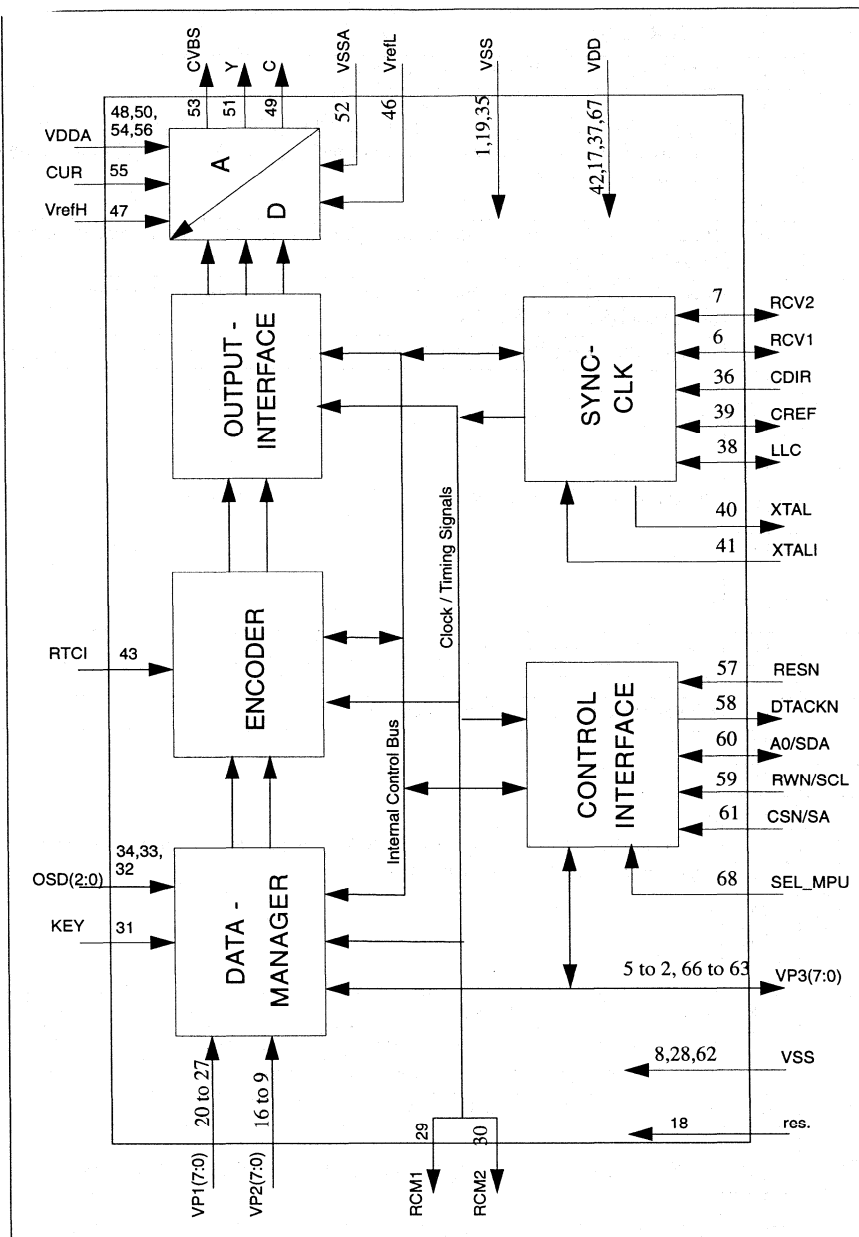 CVBS
Y
C
VSSA
VrefL
VSS
VDD
53
51
49
52
46
1,19,35
42,17,37,67
48,50,
54,56
VDDA
CUR
55
VrefH
47
A
D
OUTPUT -
INTERFACE
SYNC-
CLK
7
RCV2
6
RCV1
36
CDIR
39
CREF
38
LLC
40
XTAL
41
XTALI
Clock / Timing Signals
Internal Control Bus
RTCI
43
ENCODER
CONTROL
INTERFACE
57
RESN
58
DTACKN
60
A0/SDA
59
RWN/SCL
61
CSN/SA
68
SEL_MPU
34,33,
32
OSD(2:0)
KEY
31
DATA -
MANAGER
5 to 2, 66 to 63
VP3(7:0)
8,28,62
VSS
18
res.
20 to 27
16 to 9
VP1(7:0)
VP2(7:0)
29
30
RCM1
RCM2